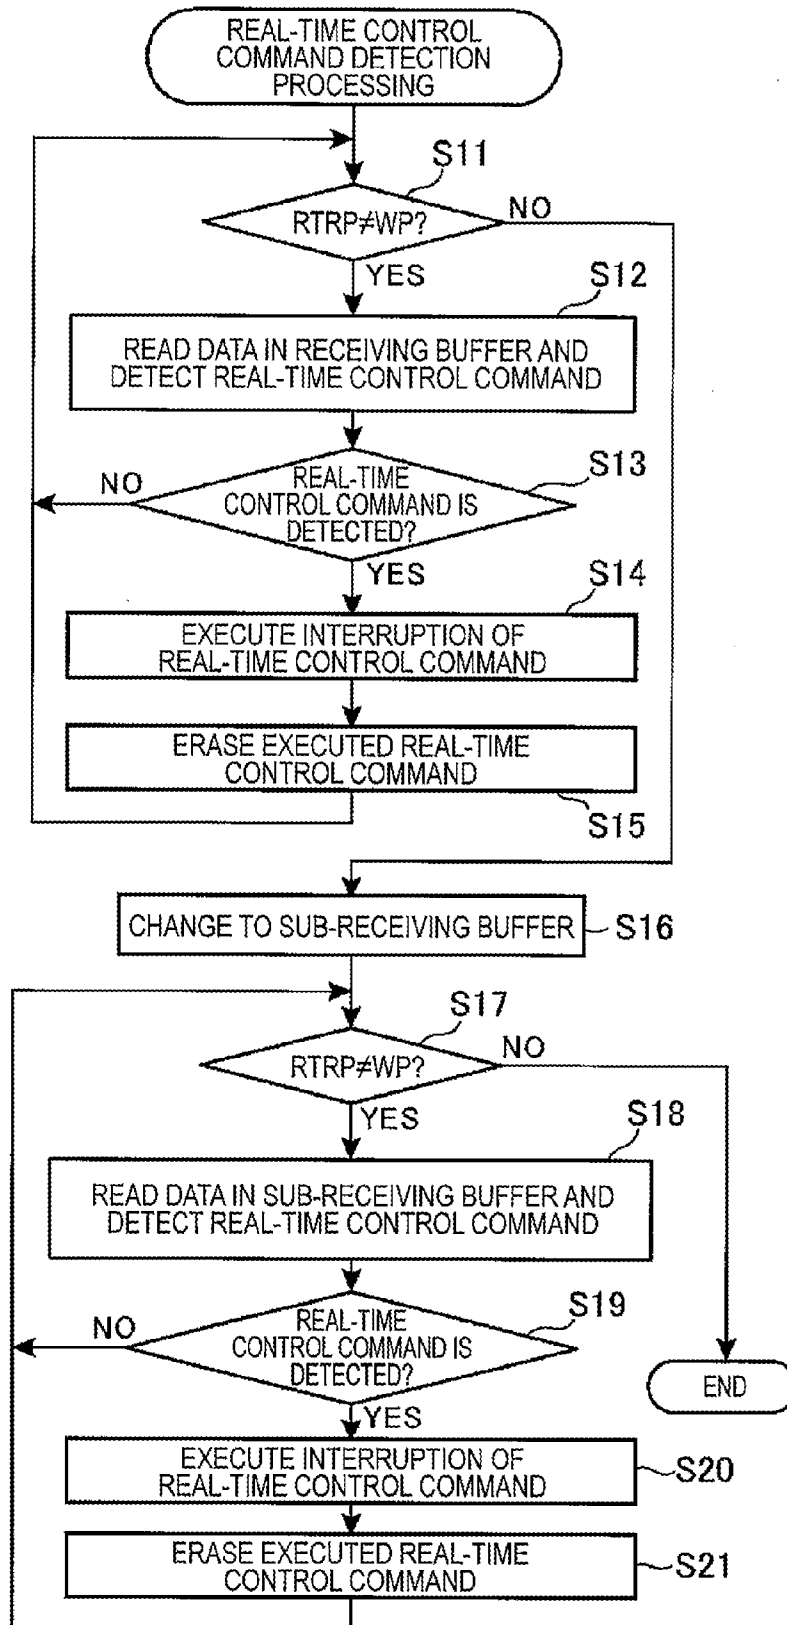 REAL-TIME CONTROL
COMMAND DETECTION
PROCESSING
S11
RTRP≠WP?
NO
YES
S12
READ DATA IN RECEIVING BUFFER AND
DETECT REAL-TIME CONTROL COMMAND
S13
NO
REAL-TIME
CONTROL COMMAND IS
DETECTED?
YES
S14
EXECUTE INTERRUPTION OF
REAL-TIME CONTROL COMMAND
ERASE EXECUTED REAL-TIME
CONTROL COMMAND
S15
CHANGE TO SUB-RECEIVING BUFFER
S16
S17
RTRP≠WP?
NO
YES
S18
READ DATA IN SUB-RECEIVING BUFFER AND
DETECT REAL-TIME CONTROL COMMAND
S19
NO
REAL-TIME
CONTROL COMMAND IS
DETECTED?
END
YES
EXECUTE INTERRUPTION OF
REAL-TIME CONTROL COMMAND
S20
ERASE EXECUTED REAL-TIME
CONTROL COMMAND
S21